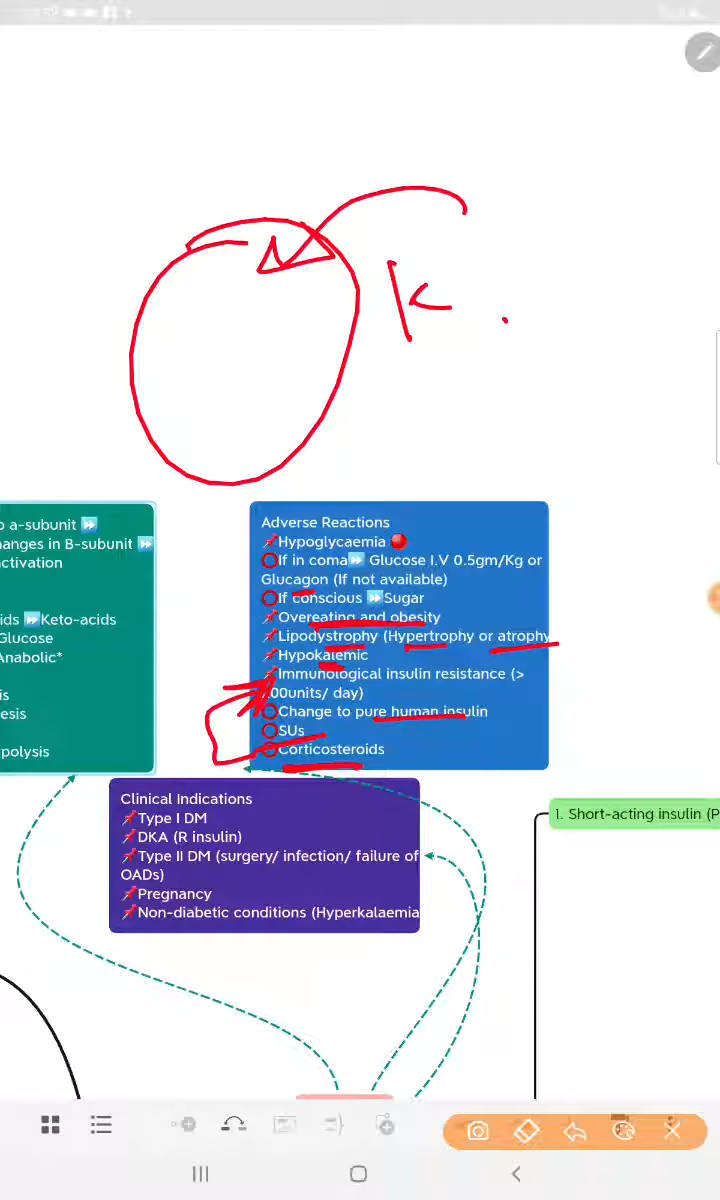 K .
o a-subunit ⏩
anges in B-subunit ⏩
ctivation
ids ⏩Keto-acids
Glucose
Anabolic*
is
esis
polysis
Adverse Reactions
📌Hypoglycaemia 🔴
⭕If in coma⏩ Glucose I.V 0.5gm/Kg or
Glucagon (If not available)
⭕If conscious ⏩Sugar
📌Overeating and obesity
📌Lipodystrophy (Hypertrophy or atrophy
📌Hypokalemic
📌Immunological insulin resistance (>
00units/ day)
⭕Change to pure human insulin
⭕SUs
⭕Corticosteroids
Clinical Indications
📌Type I DM
📌DKA (R insulin)
📌Type II DM (surgery/ infection/ failure of
OADs)
📌Pregnancy
📌Non-diabetic conditions (Hyperkalaemia
1. Short-acting insulin (P